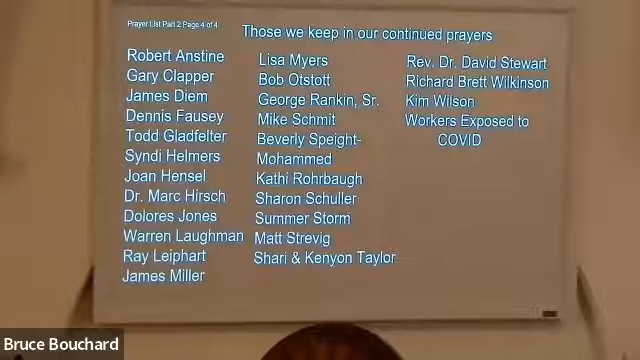 Prayer List Part 2 Page 4 of 4
Those we keep in our continued prayers
Robert Anstine
Gary Clapper
James Diem
Dennis Fausey
Todd Gladfelter
Syndi Helmers
Joan Hensel
Dr. Marc Hirsch
Dolores Jones
Warren Laughman
Ray Leiphart
James Miller
Lisa Myers
Bob Otstott
George Rankin, Sr.
Mike Schmit
Beverly Speight-
Mohammed
Kathi Rohrbaugh
Sharon Schuller
Summer Storm
Matt Strevig
Shari & Kenyon Taylor
Rev. Dr. David Stewart
Richard Brett Wilkinson
Kim Wilson
Workers Exposed to
COVID
Bruce Bouchard